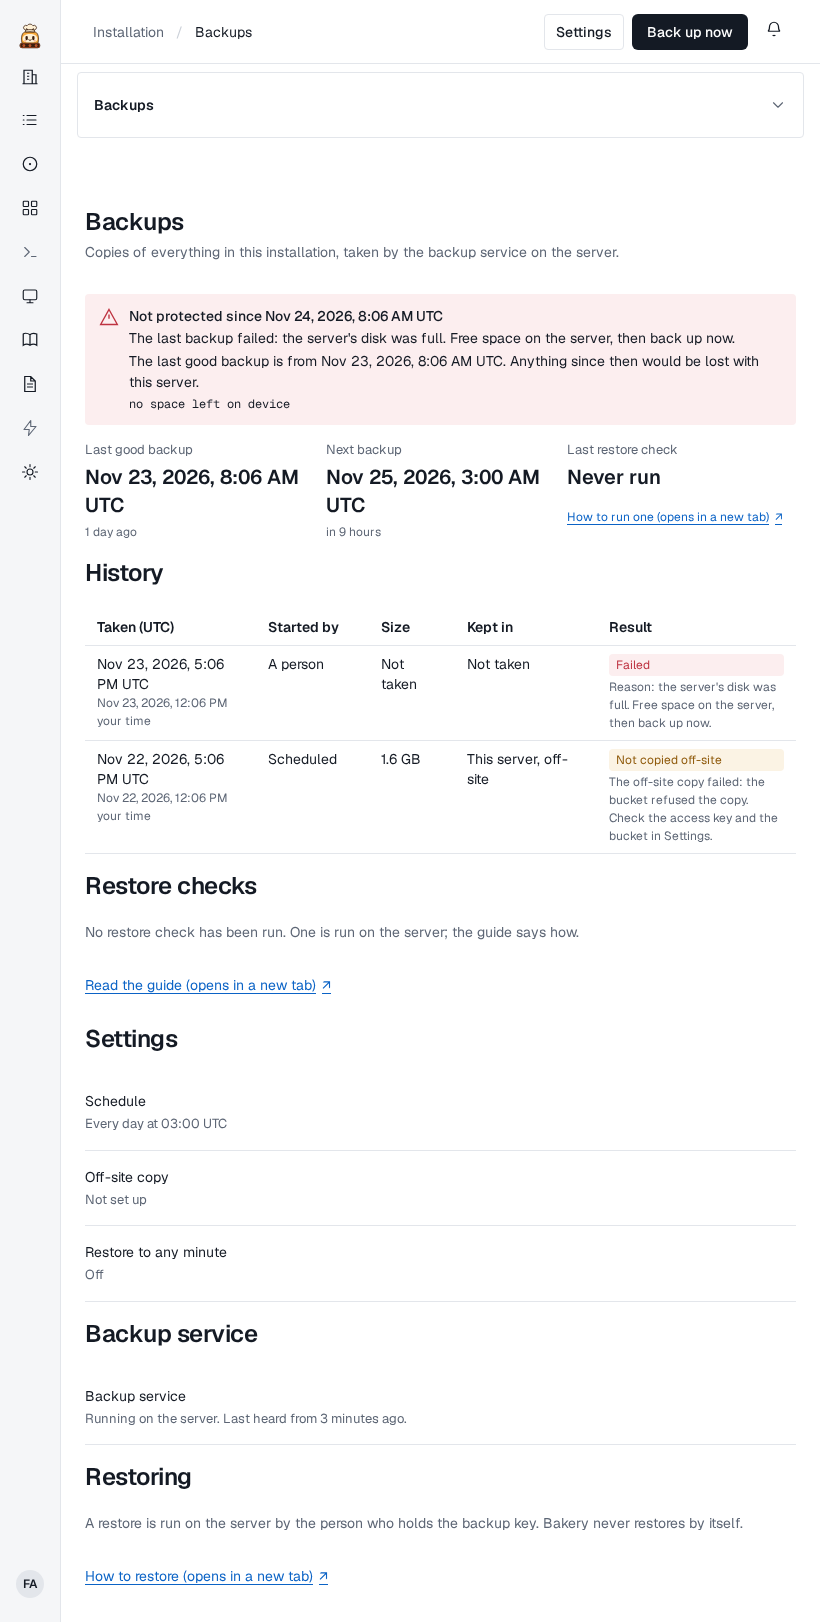 Installation / Backups
Settings
Back up now
Backups
Backups
Copies of everything in this installation, taken by the backup service on the server.
Not protected since Nov 24, 2026, 8:06 AM UTC
The last backup failed: the server's disk was full. Free space on the server, then back up now.
The last good backup is from Nov 23, 2026, 8:06 AM UTC. Anything since then would be lost with
this server.
no space left on device
Last good backup
Nov 23, 2026, 8:06 AM
UTC
1 day ago
Next backup
Nov 25, 2026, 3:00 AM
UTC
in 9 hours
Last restore check
Never run
How to run one (opens in a new tab) ↗
History
Taken (UTC) Started by Size Kept in Result
Nov 23, 2026, 5:06
PM UTC
Nov 23, 2026, 12:06 PM
your time
A person
Not
taken
Not taken
Failed
Reason: the server's disk was
full. Free space on the server,
then back up now.
Nov 22, 2026, 5:06
PM UTC
Nov 22, 2026, 12:06 PM
your time
Scheduled
1.6 GB
This server, off-
site
Not copied off-site
The off-site copy failed: the
bucket refused the copy.
Check the access key and the
bucket in Settings.
Restore checks
No restore check has been run. One is run on the server; the guide says how.
Read the guide (opens in a new tab) ↗
Settings
Schedule
Every day at 03:00 UTC
Off-site copy
Not set up
Restore to any minute
Off
Backup service
Backup service
Running on the server. Last heard from 3 minutes ago.
Restoring
A restore is run on the server by the person who holds the backup key. Bakery never restores by itself.
How to restore (opens in a new tab) ↗
FA